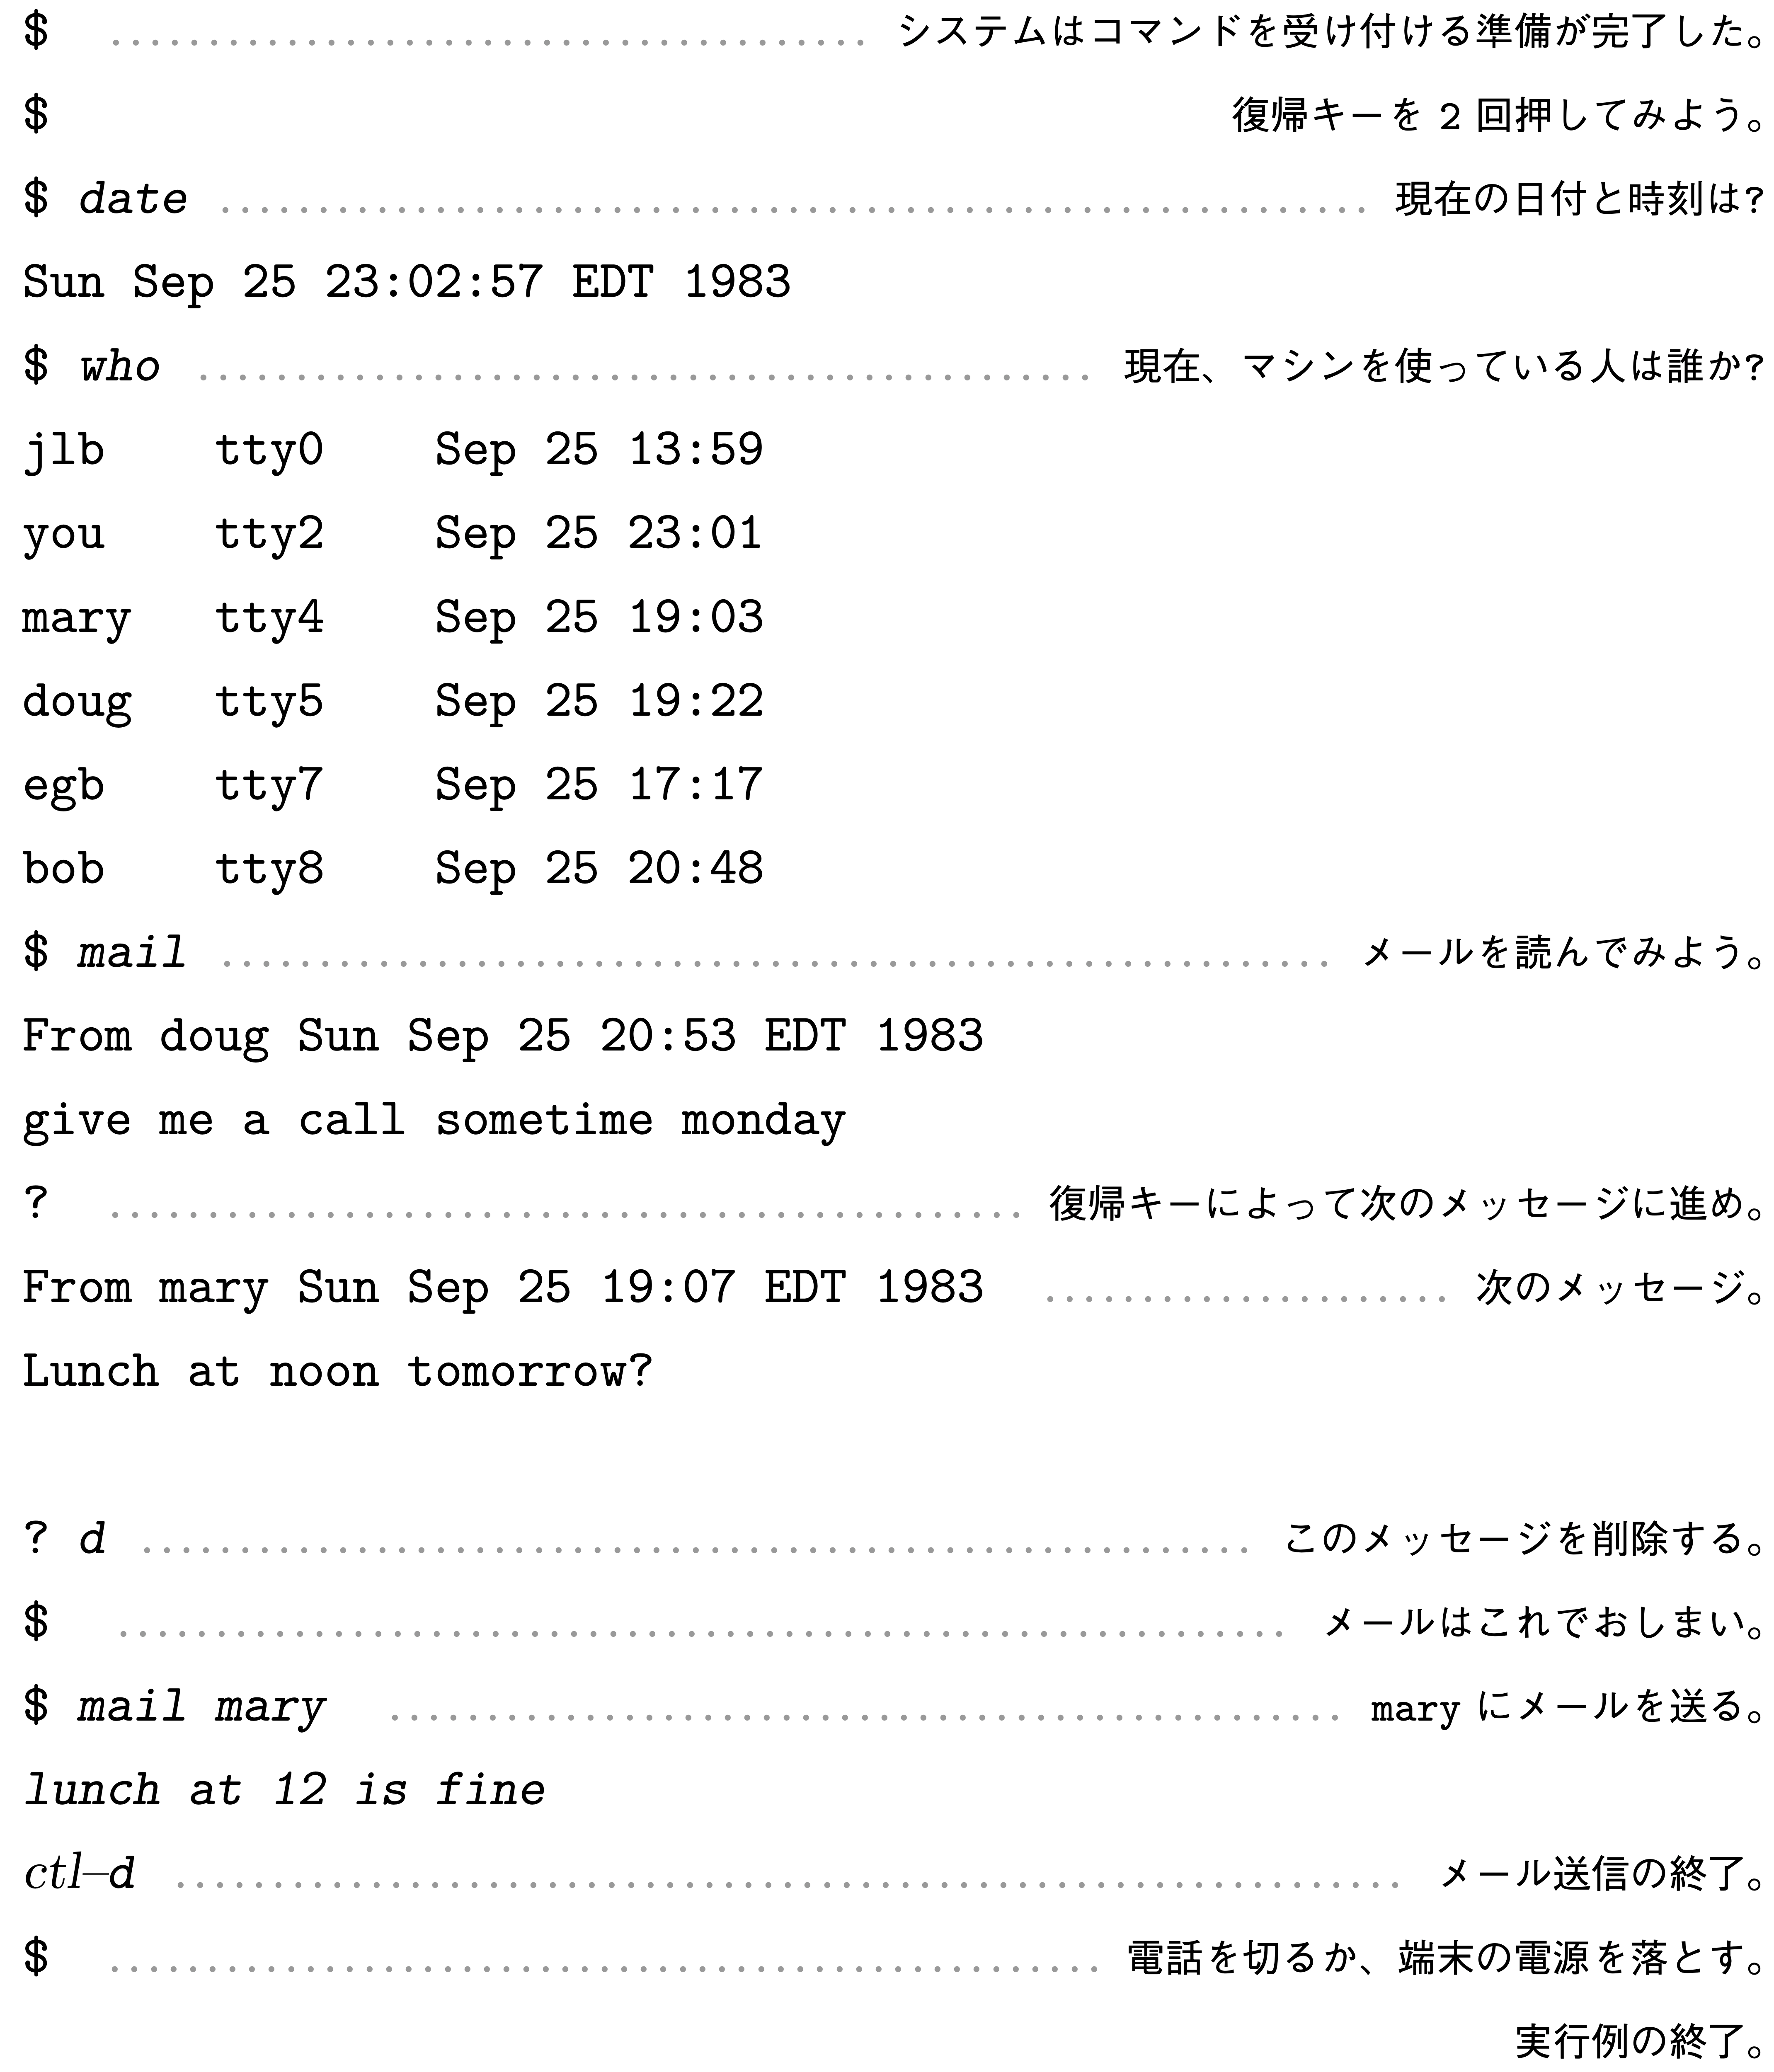 $ システムはコマンドを受け付ける準備が完了した。
$ 復帰キーを 2 回押してみよう。
$ date 現在の日付と時刻は?
Sun Sep 25 23:02:57 EDT 1983
$ who 現在、マシンを使っている人は誰か?
jlb tty0 Sep 25 13:59
you tty2 Sep 25 23:01
mary tty4 Sep 25 19:03
doug tty5 Sep 25 19:22
egb tty7 Sep 25 17:17
bob tty8 Sep 25 20:48
$ mail メールを読んでみよう。
From doug Sun Sep 25 20:53 EDT 1983
give me a call sometime monday
? 復帰キーによって次のメッセージに進め。
From mary Sun Sep 25 19:07 EDT 1983 次のメッセージ。
Lunch at noon tomorrow?
? d このメッセージを削除する。
$ メールはこれでおしまい。
$ mail mary mary にメールを送る。
lunch at 12 is fine
ctl–d メール送信の終了。
$ 電話を切るか、端末の電源を落とす。
実行例の終了。